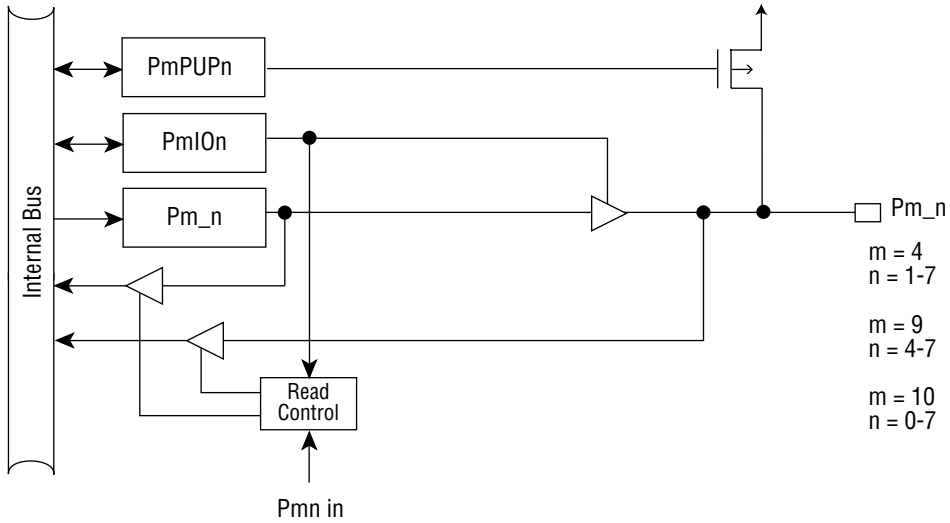 PmPUPn
PmIOn
Pm_n
Internal Bus
Read
Control
Pmn in
Pm_n
m = 4
n = 1-7
m = 9
n = 4-7
m = 10
n = 0-7